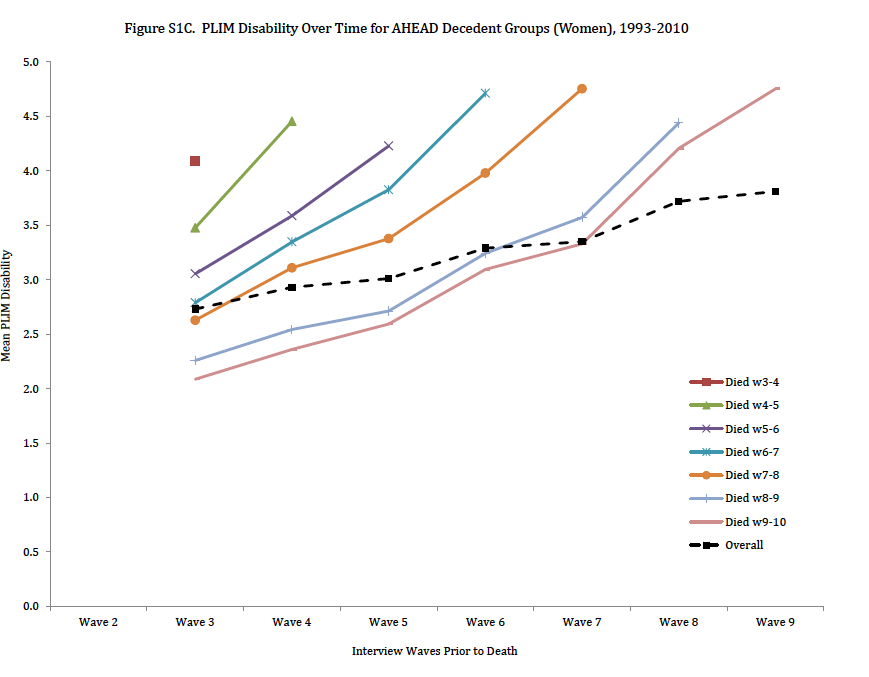 Figure S1C.  PLIM Disability Over Time for AHEAD Decedent Groups (Women), 1993-2010
5.0
4.5
4.0
3.5
3.0
2.5
2.0
1.5
1.0
0.5
0.0
Mean PLIM Disability
Died w3-4
Died w4-5
Died w5-6
Died w6-7
Died w7-8
Died w8-9
Died w9-10
Overall
Wave 2 Wave 3 Wave 4 Wave 5 Wave 6 Wave 7 Wave 8 Wave 9
Interview Waves Prior to Death